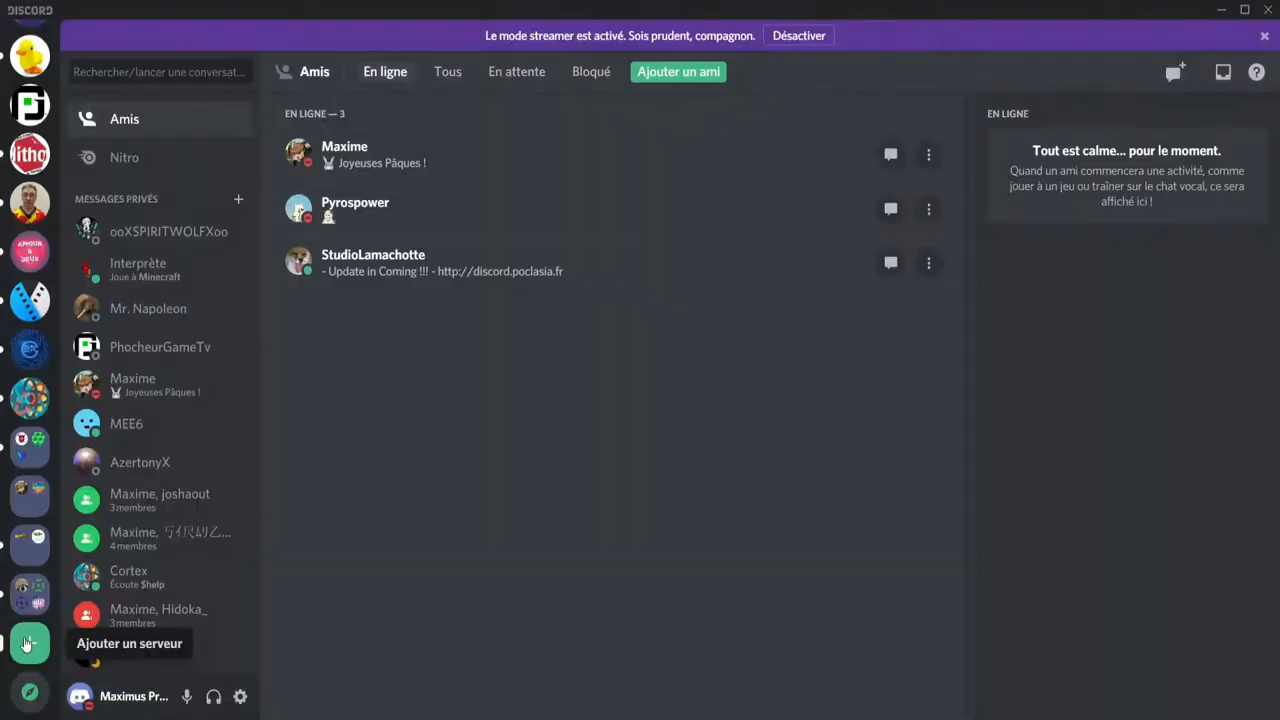 DISCORD
Le mode streamer est activé. Sois prudent, compagnon.
Désactiver
Rechercher/lancer une conversat...
Amis
En ligne
Tous
En attente
Bloqué
Ajouter un ami
Amis
Nitro
MESSAGES PRIVÉS
ooXSPIRITWOLFXoo
Interprète
Joue à Minecraft
Mr. Napoleon
PhocheurGameTv
Maxime
Joyeuses Pâques !
MEE6
AzertonyX
Maxime, joshaout
3 membres
Maxime,
4 membres
Cortex
Écoute $help
Maxime, Hidoka_
3 membres
Ajouter un serveur
Maximus Pr...
EN LIGNE — 3
Maxime
Joyeuses Pâques !
Pyrospower
StudioLamachotte
- Update in Coming !!! - http://discord.poclasia.fr
EN LIGNE
Tout est calme... pour le moment.
Quand un ami commencera une activité, comme
jouer à un jeu ou traîner sur le chat vocal, ce sera
affiché ici !
litho
AMOUR
& JEUX